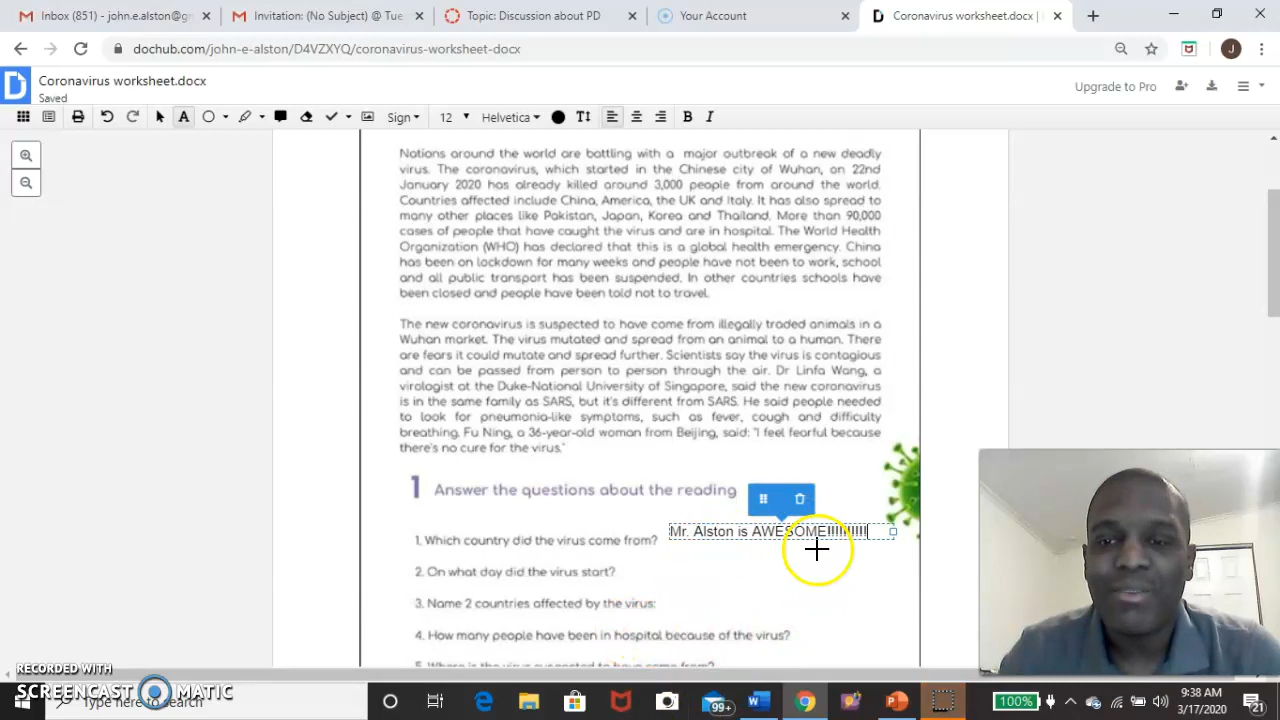 Inbox (851) - john.e.alston@gm
Invitation: (No Subject) @ Tue
Topic: Discussion about PD
Your Account
Coronavirus worksheet.docx |
dochub.com/john-e-alston/D4VZXYQ/coronavirus-worksheet-docx
J
Coronavirus worksheet.docx
Saved
Upgrade to Pro
A
Sign
12
Helvetica
B I
Nations around the world are battling with a major outbreak of a new deadly
virus. The coronavirus, which started in the Chinese city of Wuhan, on 22nd
January 2020 has already killed around 3,000 people from around the world.
Countries affected include China, America, the UK and Italy. It has also spread to
many other places like Pakistan, Japan, Korea and Thailand. More than 90,000
cases of people that have caught the virus and are in hospital. The World Health
Organization (WHO) has declared that this is a global health emergency. China
has been on lockdown for many weeks and people have not been to work, school
and all public transport has been suspended. In other countries schools have
been closed and people have been told not to travel.
The new coronavirus is suspected to have come from illegally traded animals in a
Wuhan market. The virus mutated and spread from an animal to a human. There
are fears it could mutate and spread further. Scientists say the virus is contagious
and can be passed from person to person through the air. Dr Linfa Wang, a
virologist at the Duke-National University of Singapore, said the new coronavirus
is in the same family as SARS, but it's different from SARS. He said people needed
to look for pneumonia-like symptoms, such as fever, cough and difficulty
breathing. Fu Ning, a 36-year-old woman from Beijing, said: "I feel fearful because
there's no cure for the virus."
1 Answer the questions about the reading
Mr. Alston is AWESOME!!!!!!!!!!
1. Which country did the virus come from?
2. On what day did the virus start?
3. Name 2 countries affected by the virus:
4. How many people have been in hospital because of the virus?
5. Where is the virus suspected to have come from?
RECORDED WITH
SCREENCAST MATIC
Type here to search
99+
100%
9:38 AM
3/17/2020
21